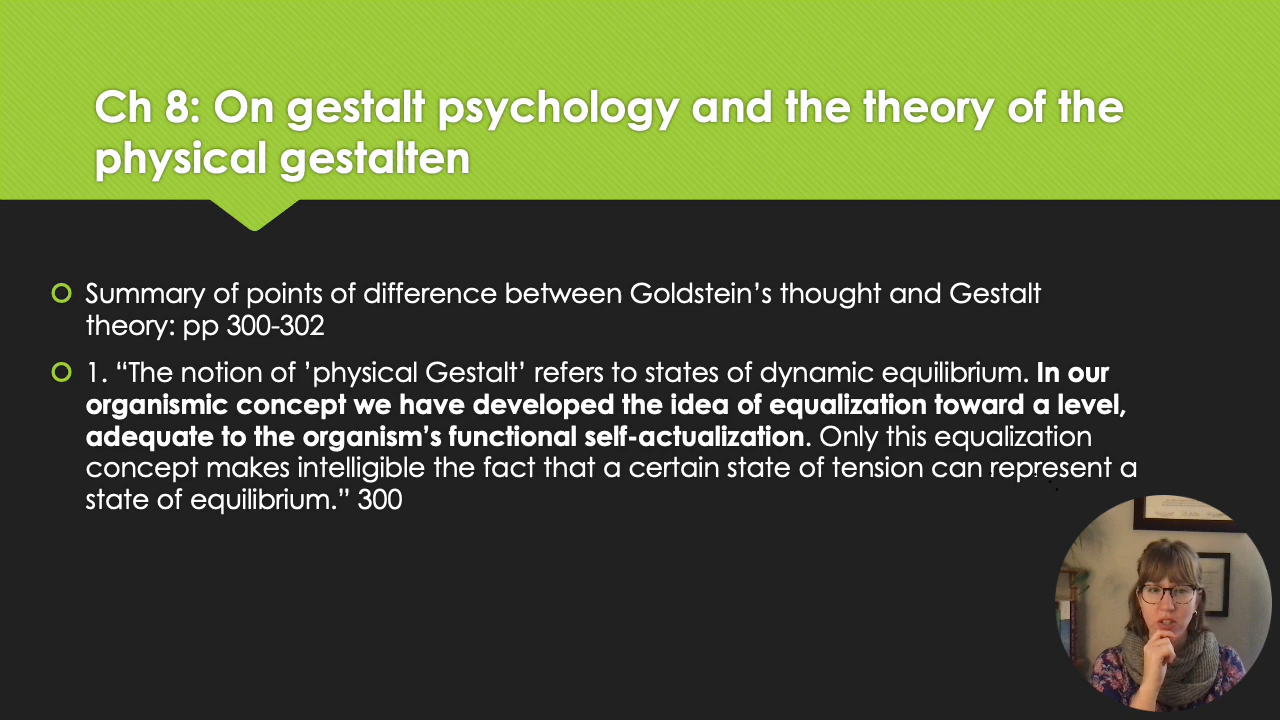 Ch 8: On gestalt psychology and the theory of the
physical gestalten
Summary of points of difference between Goldstein’s thought and Gestalt
theory: pp 300-302
1. “The notion of ’physical Gestalt’ refers to states of dynamic equilibrium. In our
organismic concept we have developed the idea of equalization toward a level,
adequate to the organism’s functional self-actualization. Only this equalization
concept makes intelligible the fact that a certain state of tension can represent a
state of equilibrium.” 300